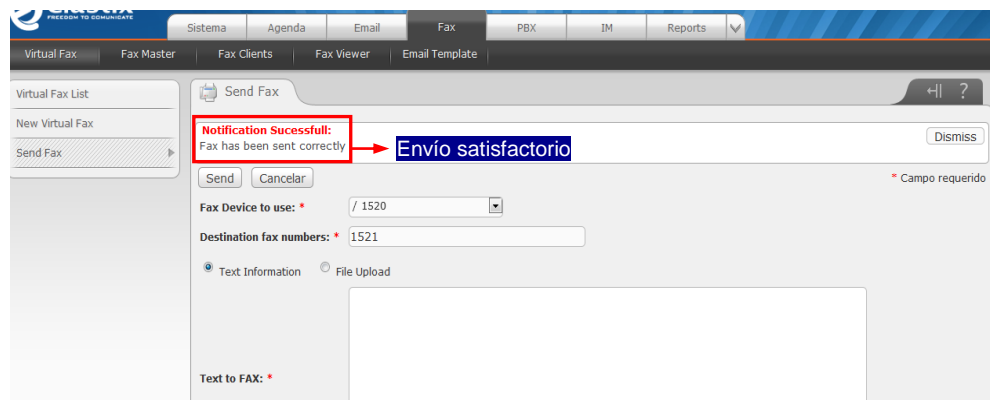 elastix
FREEDOM TO COMMUNICATE
Sistema Agenda Email Fax PBX IM Reports
Virtual Fax Fax Master Fax Clients Fax Viewer Email Template
Virtual Fax List
New Virtual Fax
Send Fax
Send Fax
?
Notification Sucessfull:
Fax has been sent correctly
Envío satisfactorio
Dismiss
Send Cancelar
* Campo requerido
Fax Device to use: * / 1520
Destination fax numbers: * 1521
Text Information File Upload
Text to FAX: *